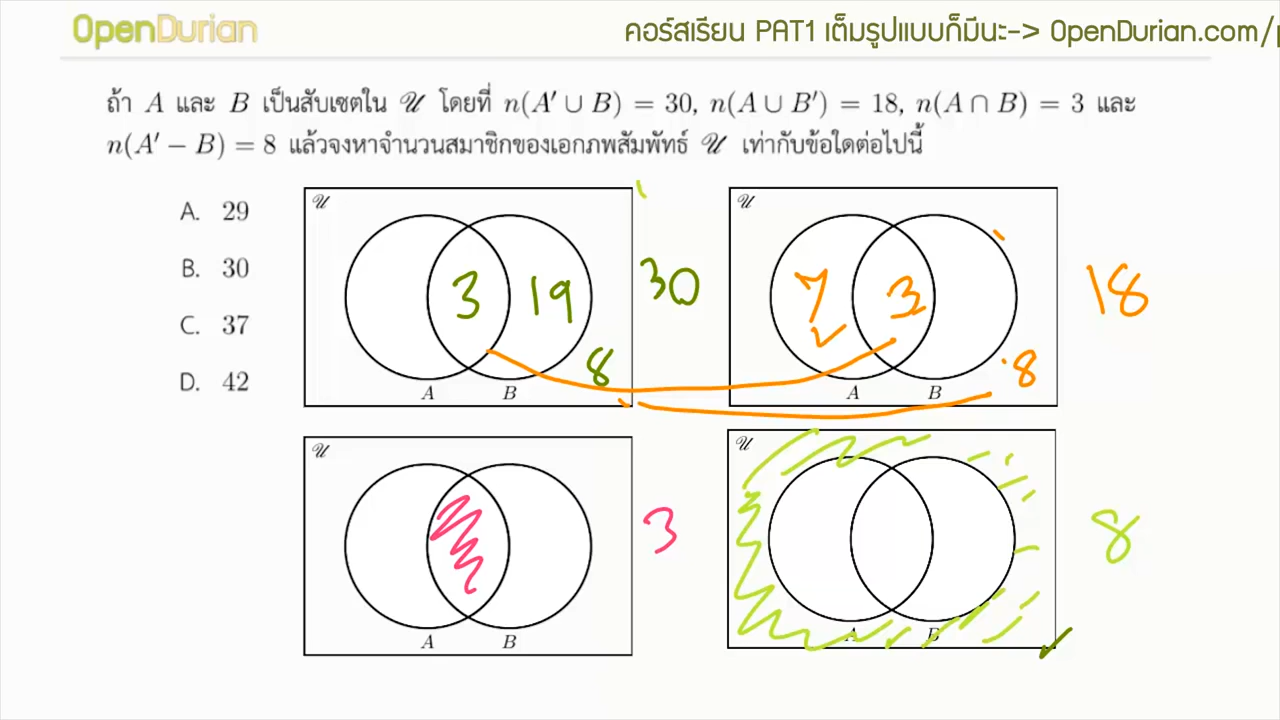 OpenDurian
คอร์สเรียน PAT1 เต็มรูปแบบก็มีนะ-> OpenDurian.com/p
ถ้า A และ B เป็นสับเซตใน 𝒰 โดยที่ n(A′ ∪ B) = 30, n(A ∪ B′) = 18, n(A ∩ B) = 3 และ
n(A′ − B) = 8 แล้วจงหาจำนวนสมาชิกของเอกภพสัมพัทธ์ 𝒰 เท่ากับข้อใดต่อไปนี้
A. 29
B. 30
C. 37
D. 42
𝒰
3 19
30
8
A B
𝒰
7 3
18
8
A B
𝒰
3
A B
𝒰
8
A B